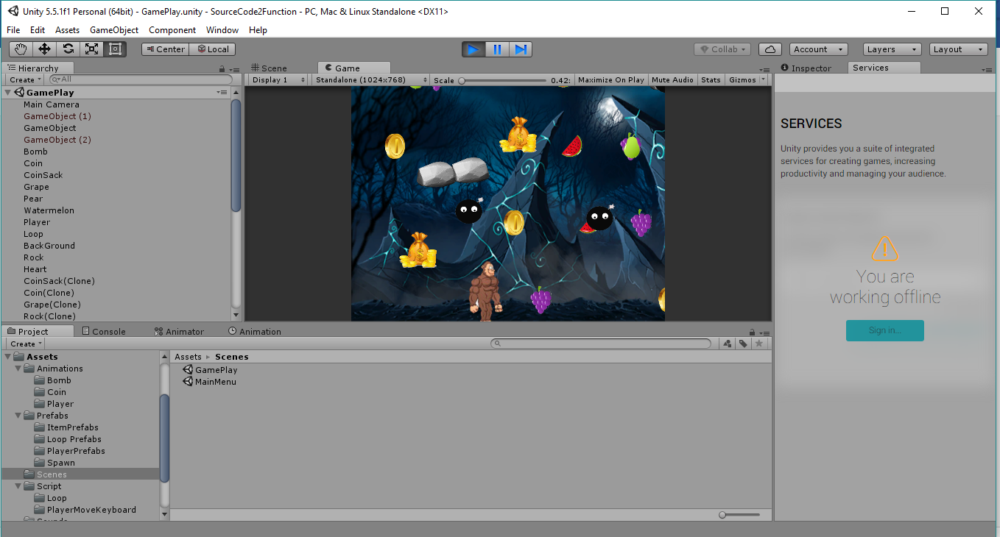 Unity 5.5.1f1 Personal (64bit) - GamePlay.unity - SourceCode2Function - PC, Mac & Linux Standalone <DX11>
File Edit Assets GameObject Component Window Help
Center Local Collab Account Layers Layout
Hierarchy
Create All
GamePlay
Main Camera
GameObject (1)
GameObject
GameObject (2)
Bomb
Coin
CoinSack
Grape
Pear
Watermelon
Player
Loop
BackGround
Rock
Heart
CoinSack(Clone)
Coin(Clone)
Grape(Clone)
Rock(Clone)
Scene Game
Display 1 Standalone (1024x768) Scale 0.42: Maximize On Play Mute Audio Stats Gizmos
Inspector Services
SERVICES
Unity provides you a suite of integrated
services for creating games, increasing
productivity and managing your audience.
You are
working offline
Sign in...
Project Console Animator Animation
Create
Assets
Animations
Bomb
Coin
Player
Prefabs
ItemPrefabs
Loop Prefabs
PlayerPrefabs
Spawn
Scenes
Script
Loop
PlayerMoveKeyboard
Sounds
Assets Scenes
GamePlay
MainMenu